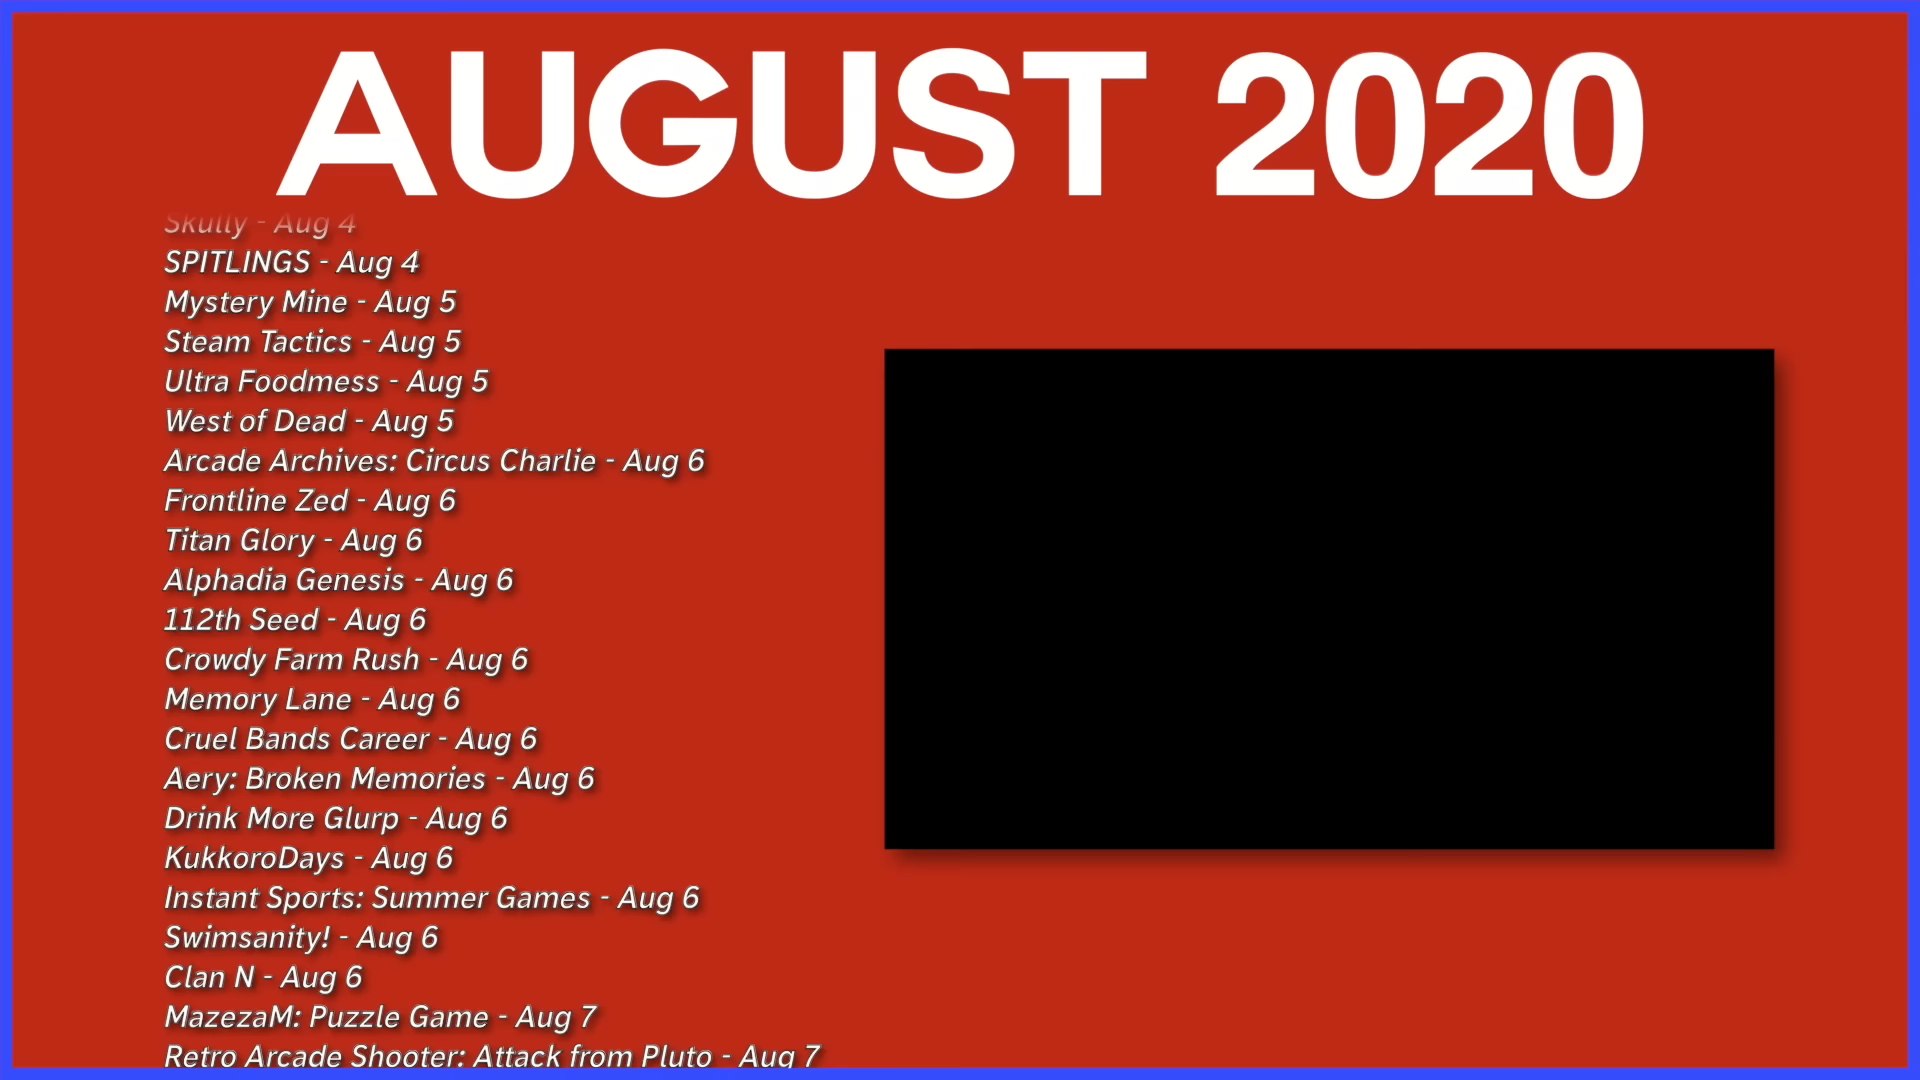 AUGUST 2020
Skully - Aug 4
SPITLINGS - Aug 4
Mystery Mine - Aug 5
Steam Tactics - Aug 5
Ultra Foodmess - Aug 5
West of Dead - Aug 5
Arcade Archives: Circus Charlie - Aug 6
Frontline Zed - Aug 6
Titan Glory - Aug 6
Alphadia Genesis - Aug 6
112th Seed - Aug 6
Crowdy Farm Rush - Aug 6
Memory Lane - Aug 6
Cruel Bands Career - Aug 6
Aery: Broken Memories - Aug 6
Drink More Glurp - Aug 6
KukkoroDays - Aug 6
Instant Sports: Summer Games - Aug 6
Swimsanity! - Aug 6
Clan N - Aug 6
MazezaM: Puzzle Game - Aug 7
Retro Arcade Shooter: Attack from Pluto - Aug 7